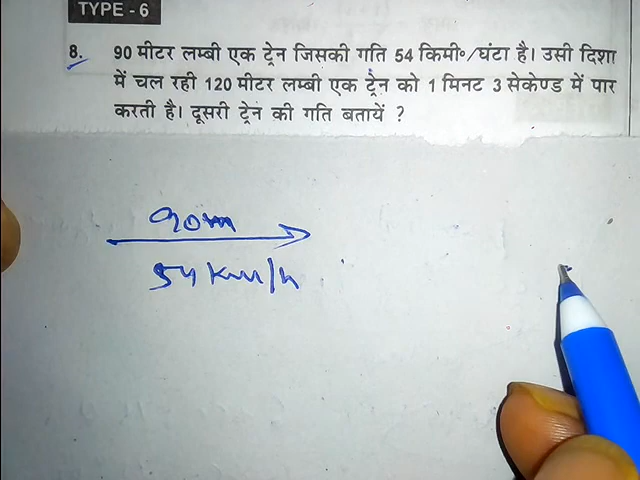 TYPE - 6
8. 90 मीटर लम्बी एक ट्रेन जिसकी गति 54 किमी०/घंटा है। उसी दिशा
में चल रही 120 मीटर लम्बी एक ट्रेन को 1 मिनट 3 सेकेण्ड में पार
करती है। दूसरी ट्रेन की गति बतायें ?
90m
54 km/h